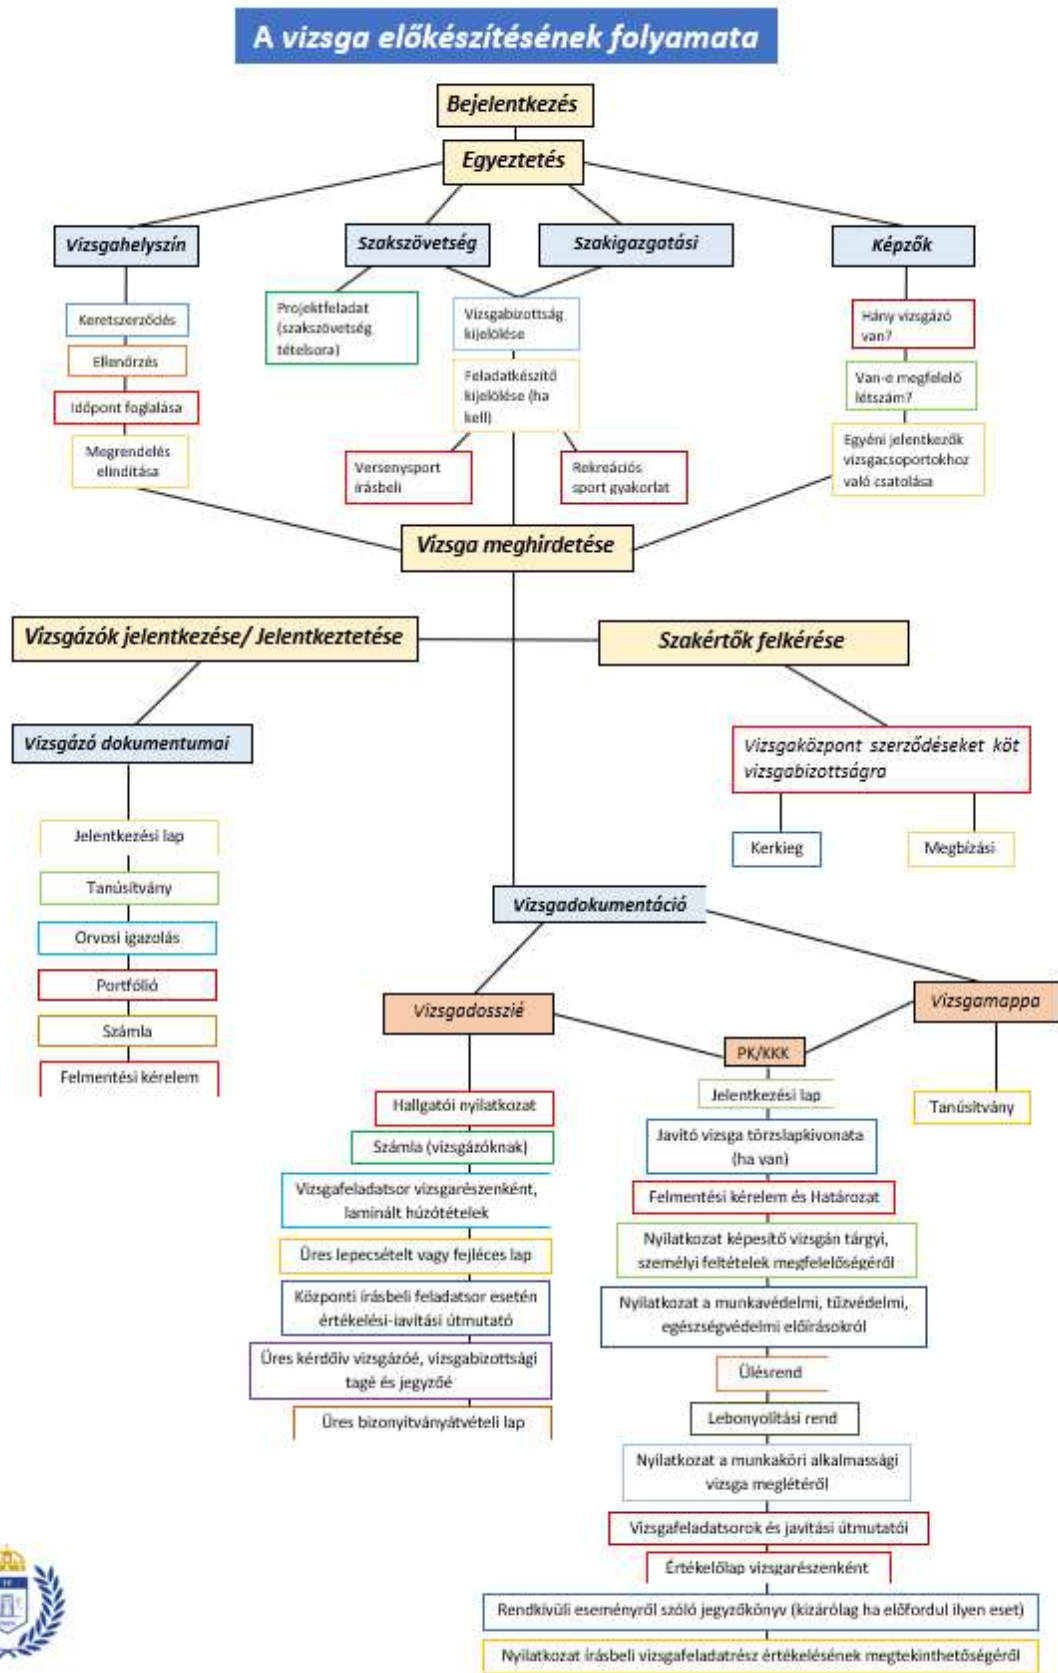 A vizsga előkészítésének folyamata
Bejelentkezés
Egyeztetés
Vizsgahelyszín
Szakszövetség
Szakigazgatási
Képzők
Keretszerződés
Ellenőrzés
Időpont foglalása
Megrendelés
elindítása
Projektfeladat
(szakszövetség
tételsora)
Vizsgabizottság
kijelölése
Feladatkészítő
kijelölése (ha
kell)
Versenysport
írásbeli
Rekreációs
sport gyakorlat
Hány vizsgázó
van?
Van-e megfelelő
létszám?
Egyéni jelentkezők
vizsgacsoportokhoz
való csatolása
Vizsga meghirdetése
Vizsgázók jelentkezése/ Jelentkeztetése
Szakértők felkérése
Vizsgázó dokumentumai
Jelentkezési lap
Tanúsítvány
Orvosi igazolás
Portfólió
Számla
Felmentési kérelem
Vizsgaközpont szerződéseket köt
vizsgabizottságra
Kerkieg
Megbízási
Vizsgadokumentáció
Vizsgadosszié
PK/KKK
Vizsgamappa
Hallgatói nyilatkozat
Számla (vizsgázóknak)
Vizsgafeladatsor vizsgarészenként,
laminált húzótételek
Üres lepecsételt vagy fejléces lap
Központi írásbeli feladatsor esetén
értékelési-javítási útmutató
Üres kérdőív vizsgázóé, vizsgabizottsági
tagé és jegyzőé
Üres bizonyítványátvételi lap
Jelentkezési lap
Javító vizsga törzslapkivonata
(ha van)
Felmentési kérelem és Határozat
Nyilatkozat képesítő vizsgán tárgyi,
személyi feltételek megfelelőségéről
Nyilatkozat a munkavédelmi, tűzvédelmi,
egészségvédelmi előírásokról
Ülésrend
Lebonyolítási rend
Nyilatkozat a munkaköri alkalmassági
vizsga meglétéről
Vizsgafeladatsorok és javítási útmutatói
Értékelőlap vizsgarészenként
Rendkívüli eseményről szóló jegyzőkönyv (kizárólag ha előfordul ilyen eset)
Nyilatkozat írásbeli vizsgafeladatrész értékelésének megtekinthetőségéről
Tanúsítvány